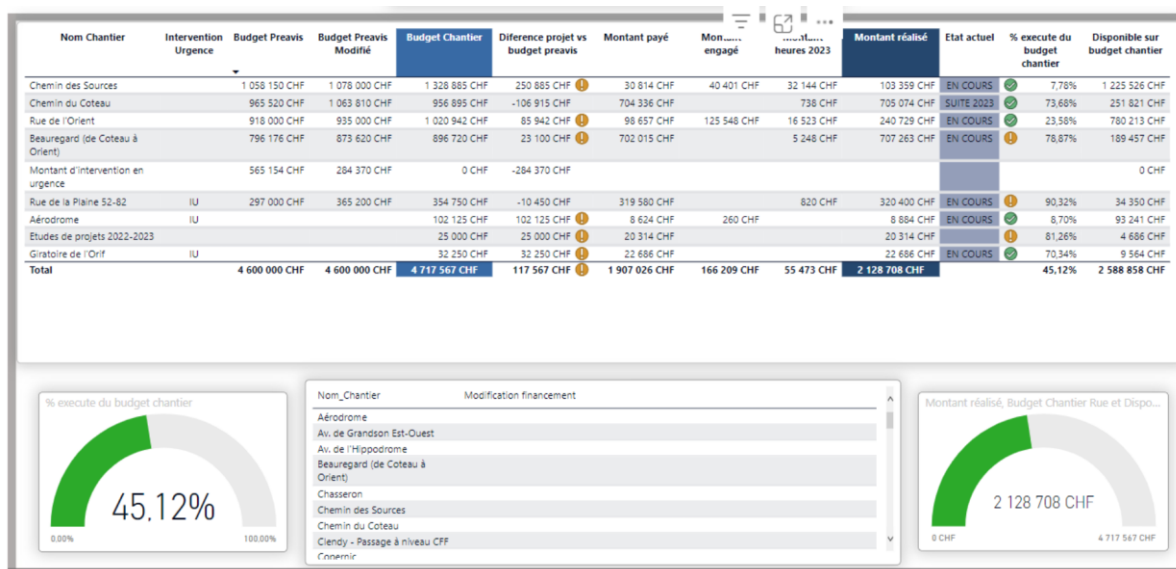 Nom Chantier Intervention Urgence Budget Preavis Budget Preavis Modifié Budget Chantier Diference projet vs budget preavis Montant payé engagé heures 2023 Montant réalisé Etat actuel % execute du budget chantier Disponible sur budget chantier
Chemin des Sources 1 058 150 CHF 1 078 000 CHF 1 328 885 CHF 250 885 CHF 30 814 CHF 40 401 CHF 32 144 CHF 103 359 CHF EN COURS 7,78% 1 225 526 CHF
Chemin du Coteau 965 520 CHF 1 063 810 CHF 956 895 CHF -106 915 CHF 704 336 CHF 738 CHF 705 074 CHF SUITE 2023 73,68% 251 821 CHF
Rue de l'Orient 918 000 CHF 935 000 CHF 1 020 942 CHF 85 942 CHF 98 657 CHF 125 548 CHF 16 523 CHF 240 729 CHF EN COURS 23,58% 780 213 CHF
Beauregard (de Coteau à Orient) 796 176 CHF 873 620 CHF 896 720 CHF 23 100 CHF 702 015 CHF 5 248 CHF 707 263 CHF EN COURS 78,87% 189 457 CHF
Montant d'intervention en urgence 565 154 CHF 284 370 CHF 0 CHF -284 370 CHF 0 CHF
Rue de la Plaine 52-82 IU 297 000 CHF 365 200 CHF 354 750 CHF -10 450 CHF 319 580 CHF 820 CHF 320 400 CHF EN COURS 90,32% 34 350 CHF
Aérodrome IU 102 125 CHF 102 125 CHF 8 624 CHF 260 CHF 8 884 CHF EN COURS 8,70% 93 241 CHF
Etudes de projets 2022-2023 25 000 CHF 25 000 CHF 20 314 CHF 20 314 CHF 81,26% 4 686 CHF
Giratoire de l'Orif IU 32 250 CHF 32 250 CHF 22 686 CHF 22 686 CHF EN COURS 70,34% 9 564 CHF
Total 4 600 000 CHF 4 600 000 CHF 4 717 567 CHF 117 567 CHF 1 907 026 CHF 166 209 CHF 55 473 CHF 2 128 708 CHF 45,12% 2 588 858 CHF
% execute du budget chantier
45,12%
0,00% 100,00%
Nom_Chantier Modification financement
Aérodrome
Av. de Grandson Est-Ouest
Av. de l'Hippodrome
Beauregard (de Coteau à
Orient)
Chasseron
Chemin des Sources
Chemin du Coteau
Clendy - Passage à niveau CFF
Copernic
Montant réalisé, Budget Chantier Rue et Dispo...
2 128 708 CHF
0 CHF 4 717 567 CHF